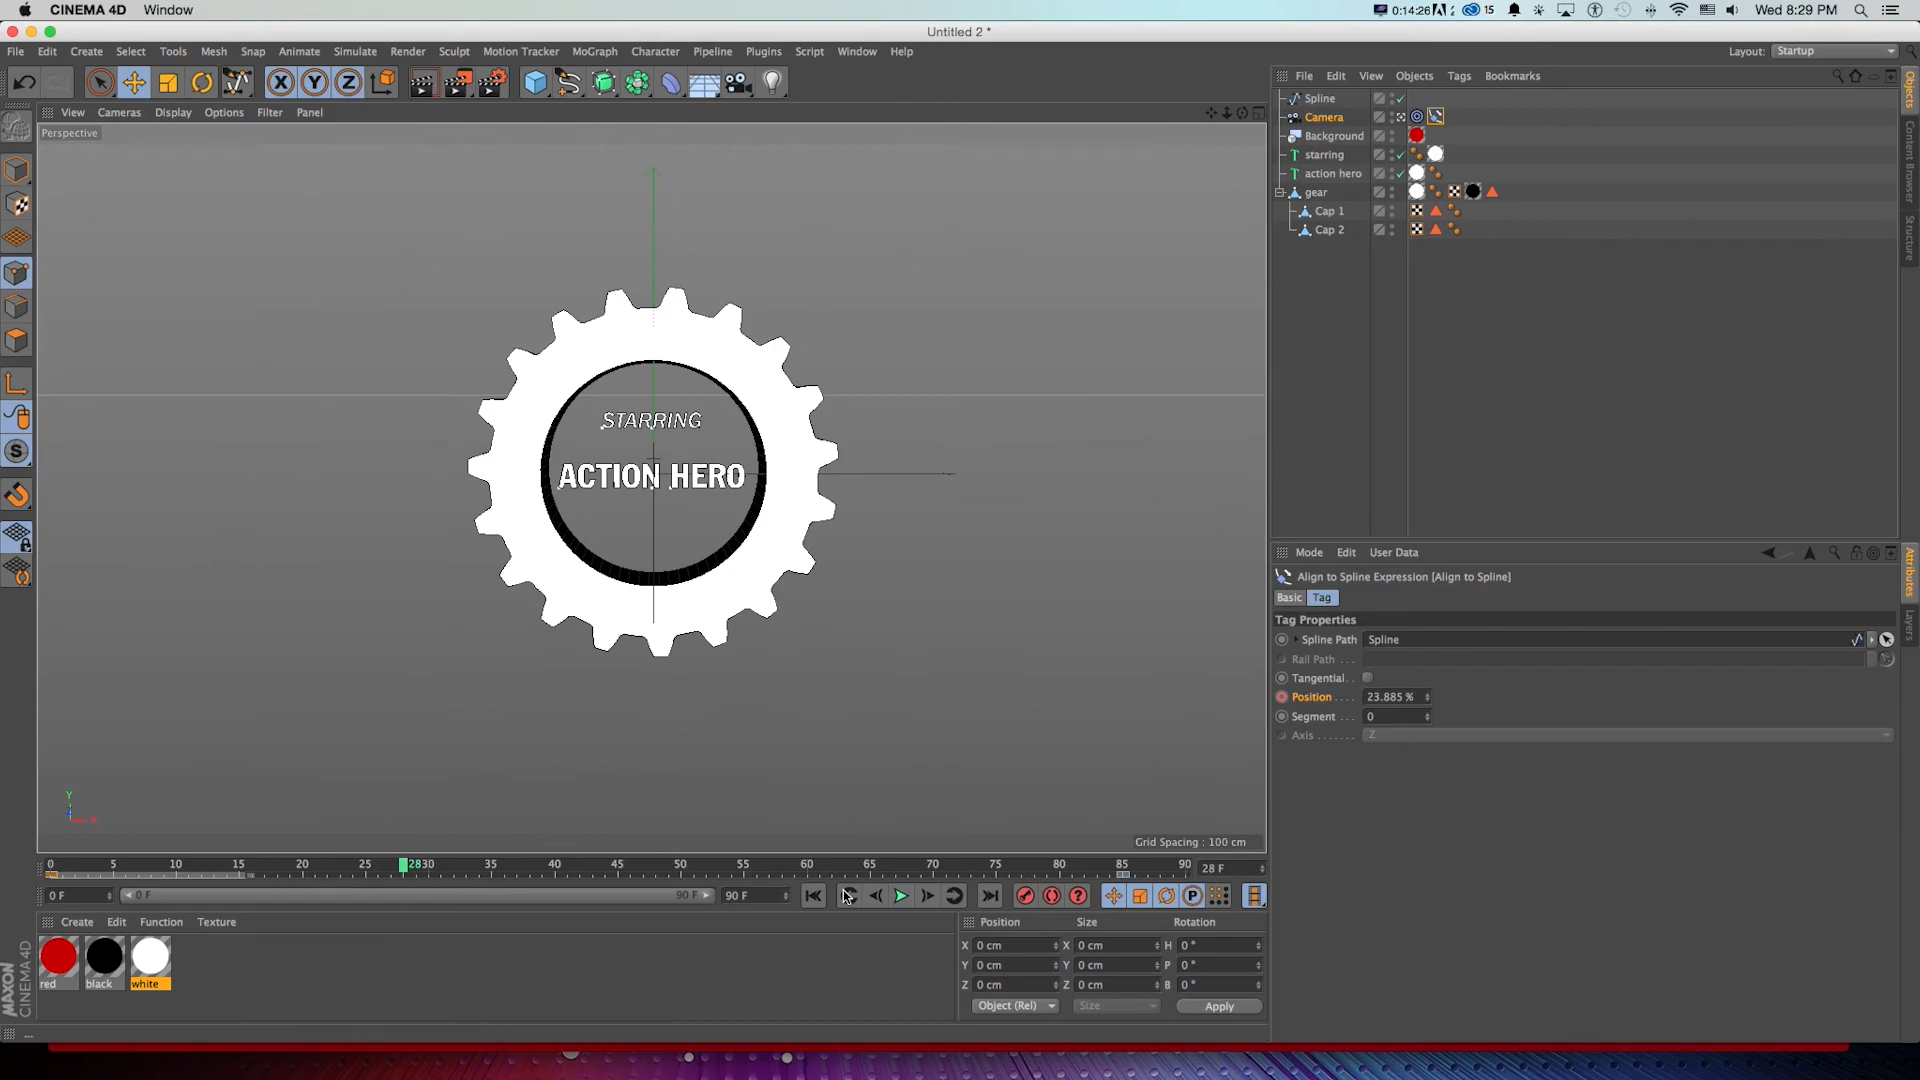 CINEMA 4D Window 0:14:26 2 15 Wed 8:29 PM
Untitled 2 *
File Edit Create Select Tools Mesh Snap Animate Simulate Render Sculpt Motion Tracker MoGraph Character Pipeline Plugins Script Window Help Layout: Startup
X Y Z
File Edit View Objects Tags Bookmarks
View Cameras Display Options Filter Panel
Perspective
Spline
Camera
Background
starring
action hero
gear
Cap 1
Cap 2
Objects
Content Browser
Structure
STARRING
ACTION HERO
Mode Edit User Data
Align to Spline Expression [Align to Spline]
Basic Tag
Tag Properties
Spline Path Spline
Rail Path . . .
Tangential. .
Position . . . . 23.885 %
Segment . . . 0
Axis . . . . . . . Z
Attributes
Layers
Y
Grid Spacing : 100 cm
0 5 10 15 20 25 2830 35 40 45 50 55 60 65 70 75 80 85 90 28 F
0 F 0 F 90 F 90 F
Create Edit Function Texture
red black white
Position Size Rotation
X 0 cm X 0 cm H 0 °
Y 0 cm Y 0 cm P 0 °
Z 0 cm Z 0 cm B 0 °
Object (Rel) Size Apply
MAXON
CINEMA 4D
...